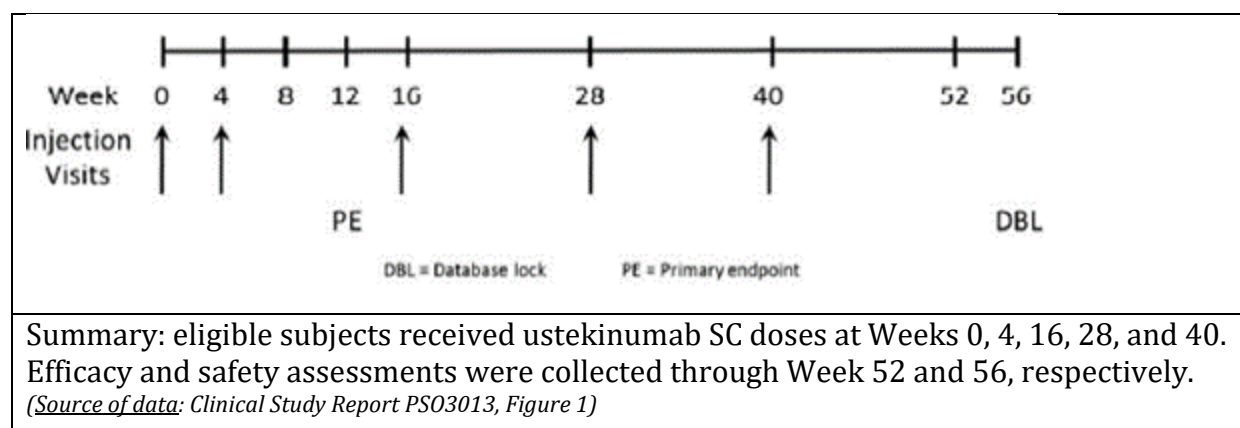 Week 0 4 8 12 16 28 40 52 56
Injection
Visits
PE DBL
DBL = Database lock PE = Primary endpoint
Summary: eligible subjects received ustekinumab SC doses at Weeks 0, 4, 16, 28, and 40.
Efficacy and safety assessments were collected through Week 52 and 56, respectively.
(Source of data: Clinical Study Report PSO3013, Figure 1)